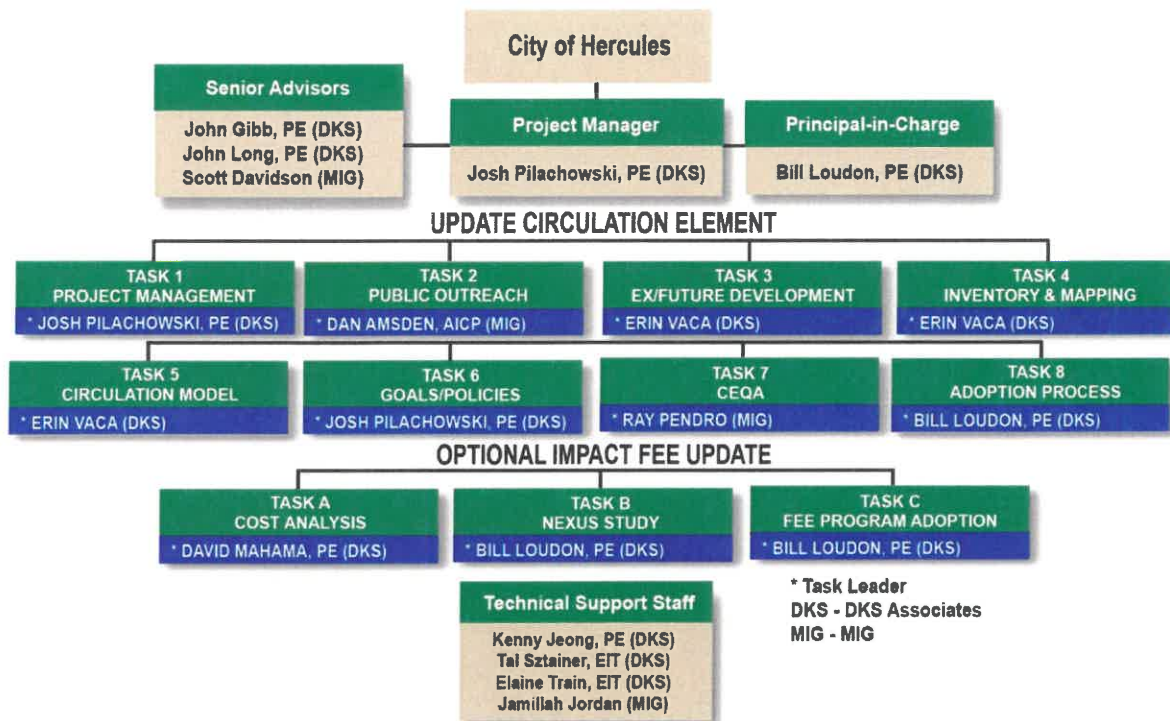 City of Hercules
Senior Advisors
John Gibb, PE (DKS)
John Long, PE (DKS)
Scott Davidson (MIG)
Project Manager
Josh Pilachowski, PE (DKS)
Principal-in-Charge
Bill Loudon, PE (DKS)
UPDATE CIRCULATION ELEMENT
TASK 1
PROJECT MANAGEMENT
* JOSH PILACHOWSKI, PE (DKS)
TASK 2
PUBLIC OUTREACH
* DAN AMSDEN, AICP (MIG)
TASK 3
EX/FUTURE DEVELOPMENT
* ERIN VACA (DKS)
TASK 4
INVENTORY & MAPPING
* ERIN VACA (DKS)
TASK 5
CIRCULATION MODEL
* ERIN VACA (DKS)
TASK 6
GOALS/POLICIES
* JOSH PILACHOWSKI, PE (DKS)
TASK 7
CEQA
* RAY PENDRO (MIG)
TASK 8
ADOPTION PROCESS
* BILL LOUDON, PE (DKS)
OPTIONAL IMPACT FEE UPDATE
TASK A
COST ANALYSIS
* DAVID MAHAMA, PE (DKS)
TASK B
NEXUS STUDY
* BILL LOUDON, PE (DKS)
TASK C
FEE PROGRAM ADOPTION
* BILL LOUDON, PE (DKS)
* Task Leader
DKS - DKS Associates
MIG - MIG
Technical Support Staff
Kenny Jeong, PE (DKS)
Tal Sztainer, EIT (DKS)
Elaine Train, EIT (DKS)
Jamillah Jordan (MIG)